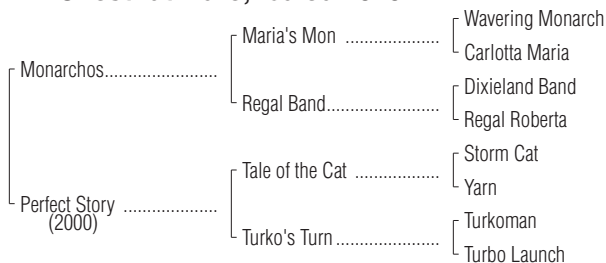 Wavering Monarch
Maria's Mon
Carlotta Maria
Monarchos
Dixieland Band
Regal Band
Regal Roberta
Storm Cat
Tale of the Cat
Yarn
Perfect Story
(2000)
Turkoman
Turko's Turn
Turbo Launch